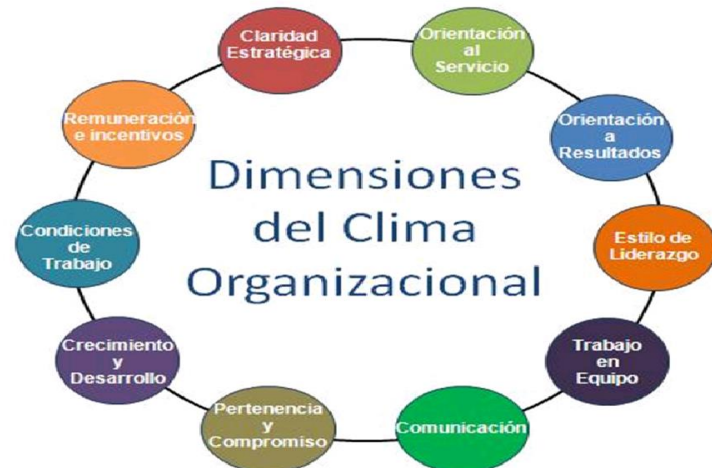 Claridad
Estratégica
Orientación
al
Servicio
Remuneración
e incentivos
Orientación
a
Resultados
Dimensiones
del Clima
Organizacional
Condiciones
de
Trabajo
Estilo de
Liderazgo
Crecimiento
y
Desarrollo
Trabajo
en
Equipo
Pertenencia
y
Compromiso
Comunicación